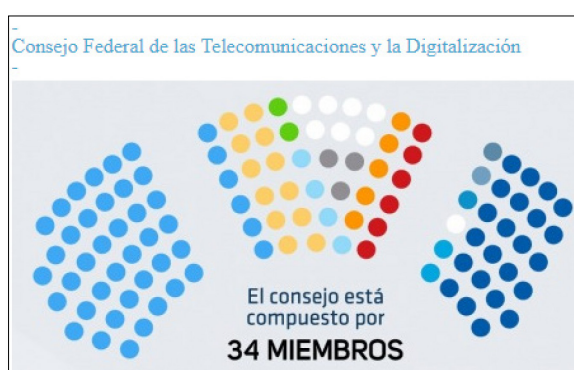 -
Consejo Federal de las Telecomunicaciones y la Digitalización
-
El consejo está
compuesto por
34 MIEMBROS